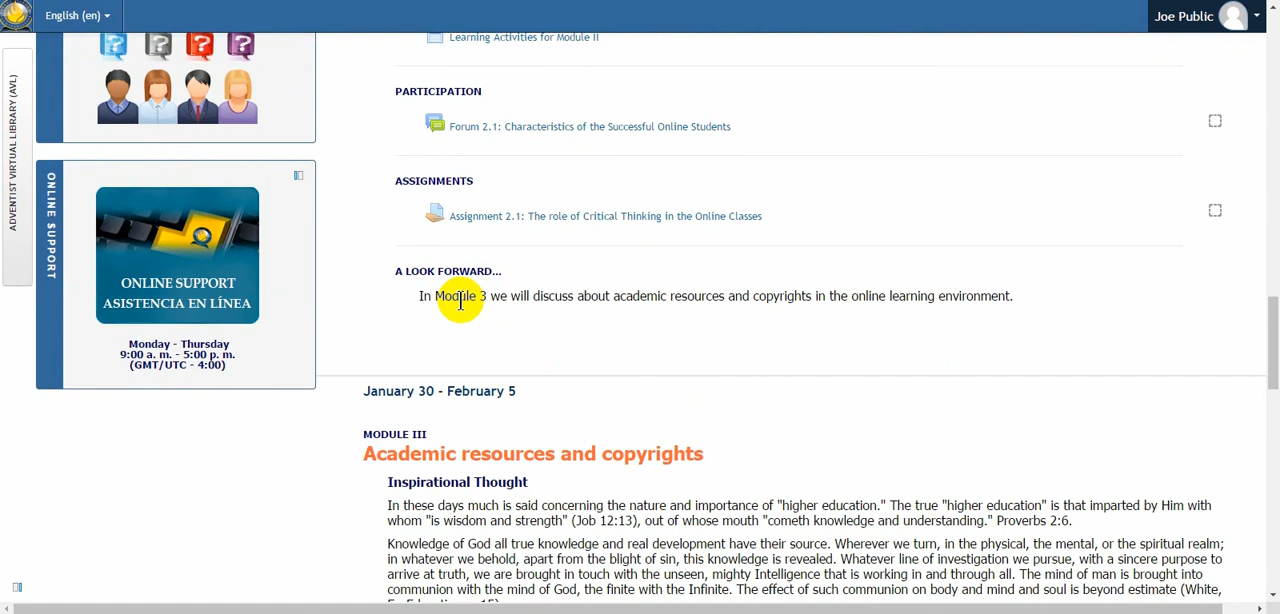 English (en)
Joe Public
ADVENTIST VIRTUAL LIBRARY (AVL)
ONLINE SUPPORT
ONLINE SUPPORT
ASISTENCIA EN LÍNEA
Monday - Thursday
9:00 a. m. - 5:00 p. m.
(GMT/UTC - 4:00)
Learning Activities for Module II
PARTICIPATION
Forum 2.1: Characteristics of the Successful Online Students
ASSIGNMENTS
Assignment 2.1: The role of Critical Thinking in the Online Classes
A LOOK FORWARD...
In Module 3 we will discuss about academic resources and copyrights in the online learning environment.
January 30 - February 5
MODULE III
Academic resources and copyrights
Inspirational Thought
In these days much is said concerning the nature and importance of "higher education." The true "higher education" is that imparted by Him with
whom "is wisdom and strength" (Job 12:13), out of whose mouth "cometh knowledge and understanding." Proverbs 2:6.
Knowledge of God all true knowledge and real development have their source. Wherever we turn, in the physical, the mental, or the spiritual realm;
in whatever we behold, apart from the blight of sin, this knowledge is revealed. Whatever line of investigation we pursue, with a sincere purpose to
arrive at truth, we are brought in touch with the unseen, mighty Intelligence that is working in and through all. The mind of man is brought into
communion with the mind of God, the finite with the Infinite. The effect of such communion on body and mind and soul is beyond estimate (White,